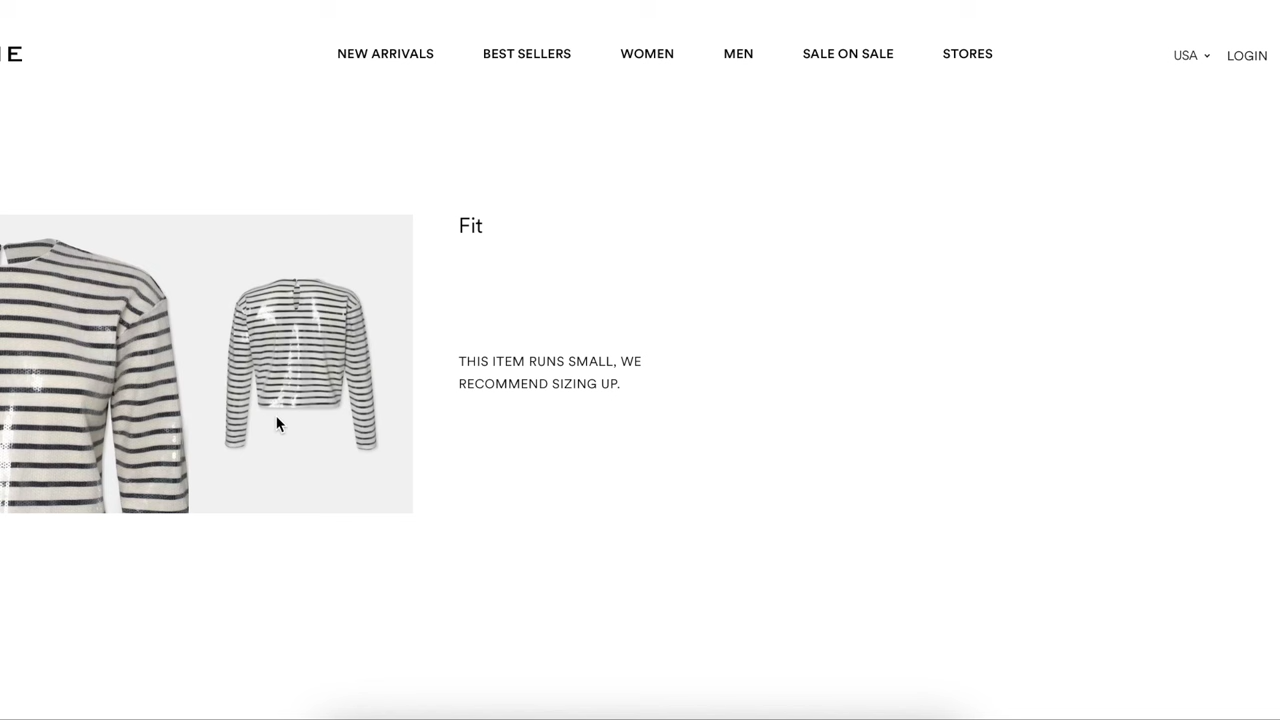 NEW ARRIVALS BEST SELLERS WOMEN MEN SALE ON SALE STORES USA LOGIN
Fit
THIS ITEM RUNS SMALL, WE
RECOMMEND SIZING UP.